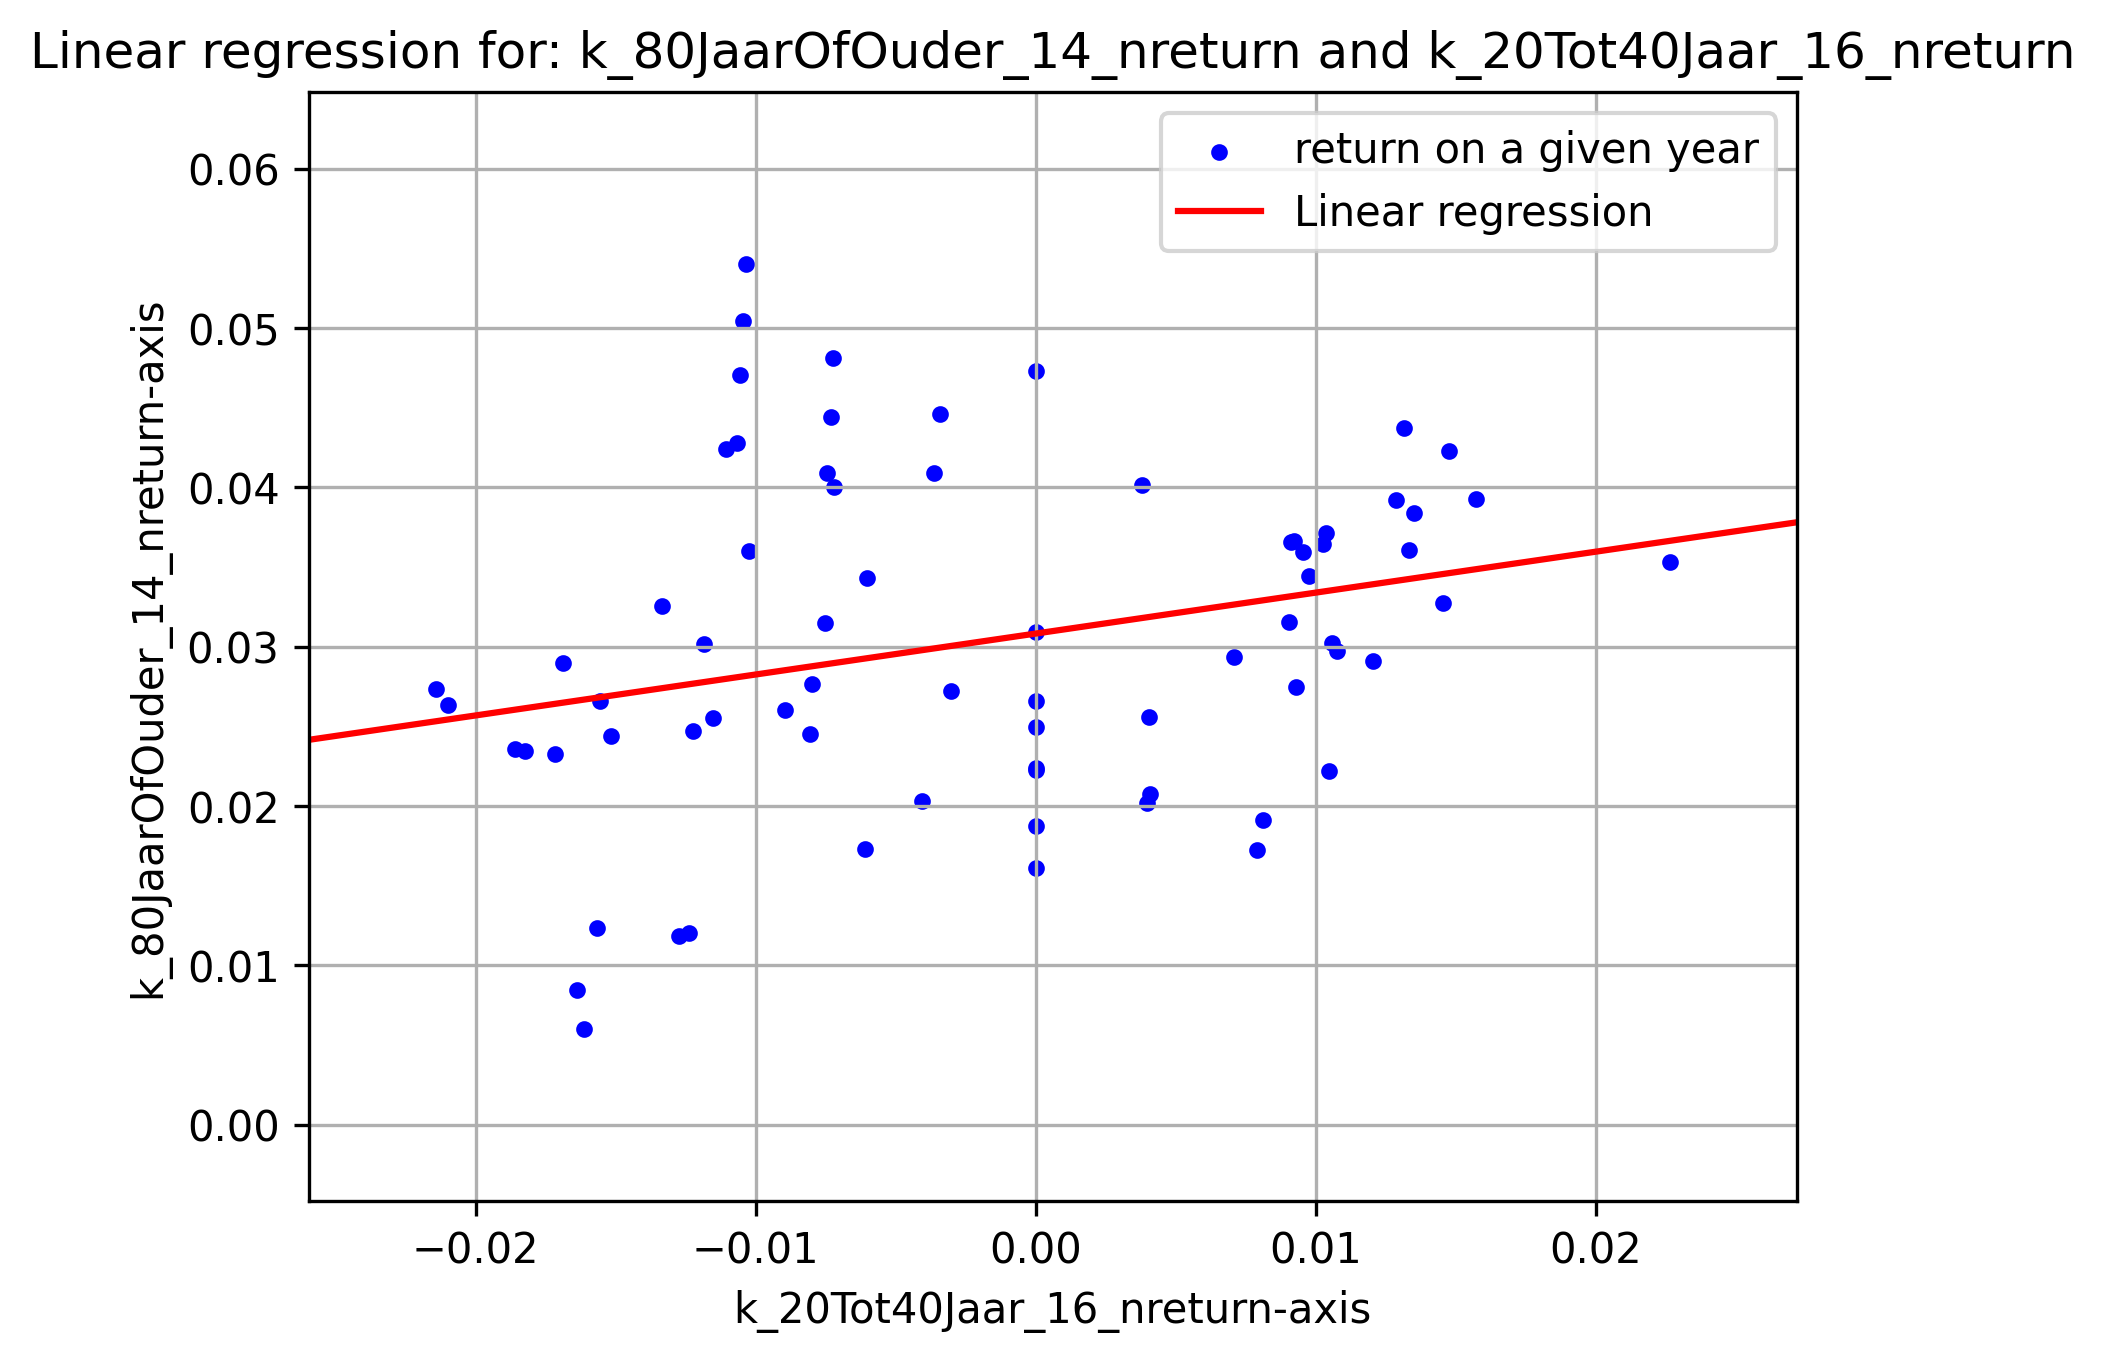 Linear regression for: k_80JaarOfOuder_14_nreturn and k_20Tot40Jaar_16_nreturn
return on a given year
Linear regression
k_80JaarOfOuder_14_nreturn-axis
0.06
0.05
0.04
0.03
0.02
0.01
0.00
−0.02
−0.01
0.00
0.01
0.02
k_20Tot40Jaar_16_nreturn-axis